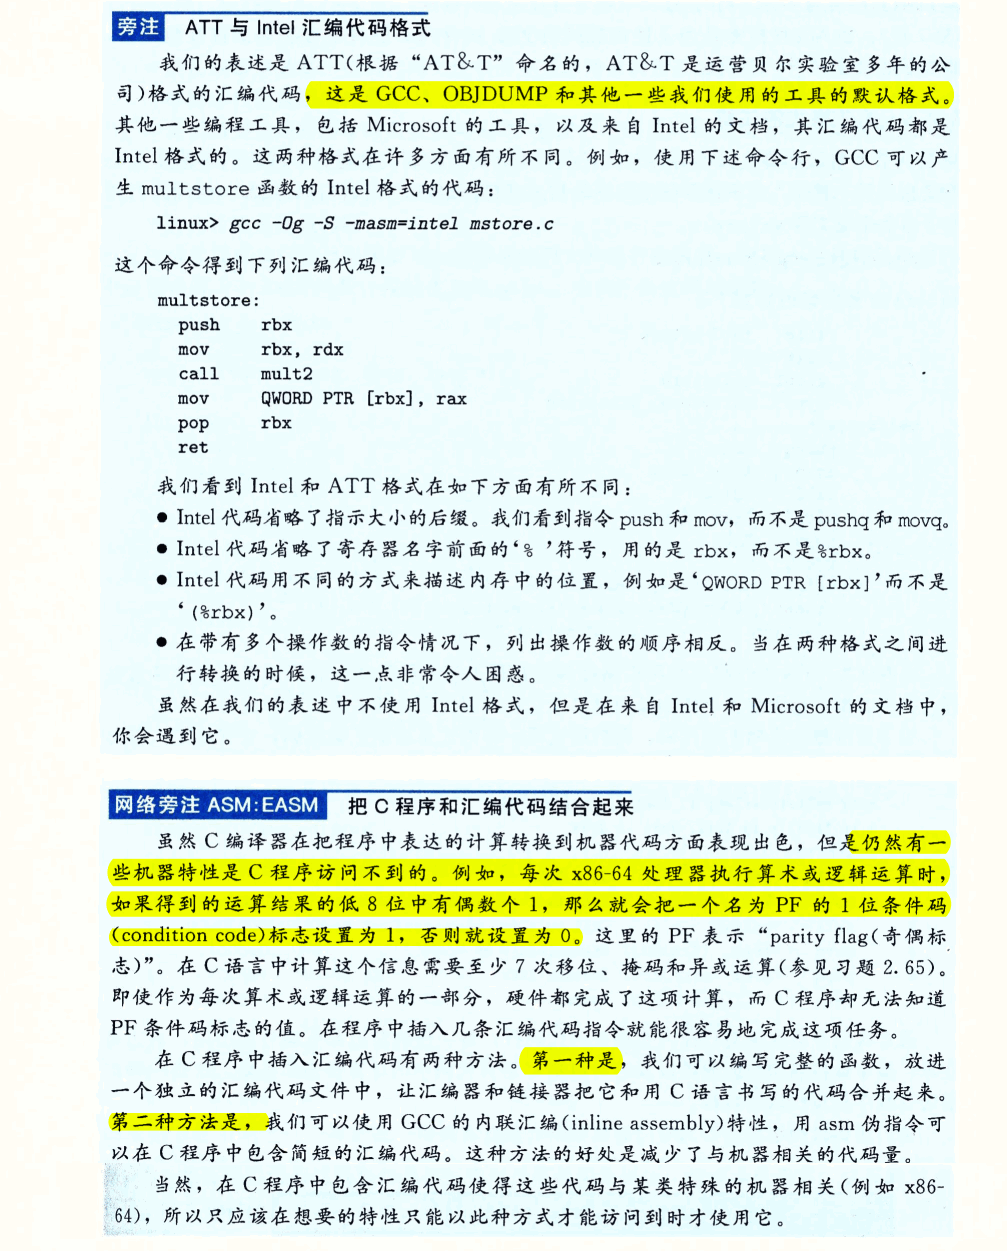 旁注 ATT 与 Intel 汇编代码格式
我们的表述是 ATT(根据“AT&T”命名的，AT&T 是运营贝尔实验室多年的公
司)格式的汇编代码，这是 GCC、OBJDUMP 和其他一些我们使用的工具的默认格式。
其他一些编程工具，包括 Microsoft 的工具，以及来自 Intel 的文档，其汇编代码都是
Intel 格式的。这两种格式在许多方面有所不同。例如，使用下述命令行，GCC 可以产
生 multstore 函数的 Intel 格式的代码：
linux> gcc -Og -S -masm=intel mstore.c
这个命令得到下列汇编代码：
multstore:
push rbx
mov rbx, rdx
call mult2
mov QWORD PTR [rbx], rax
pop rbx
ret
我们看到 Intel 和 ATT 格式在如下方面有所不同：
● Intel 代码省略了指示大小的后缀。我们看到指令 push 和 mov，而不是 pushq 和 movq。
● Intel 代码省略了寄存器名字前面的‘%’符号，用的是 rbx，而不是%rbx。
● Intel 代码用不同的方式来描述内存中的位置，例如是‘QWORD PTR [rbx]’而不是
‘(%rbx)’。
● 在带有多个操作数的指令情况下，列出操作数的顺序相反。当在两种格式之间进
行转换的时候，这一点非常令人困惑。
虽然在我们的表述中不使用 Intel 格式，但是在来自 Intel 和 Microsoft 的文档中，
你会遇到它。
网络旁注 ASM:EASM 把 C 程序和汇编代码结合起来
虽然 C 编译器在把程序中表达的计算转换到机器代码方面表现出色，但是仍然有一
些机器特性是 C 程序访问不到的。例如，每次 x86-64 处理器执行算术或逻辑运算时，
如果得到的运算结果的低 8 位中有偶数个 1，那么就会把一个名为 PF 的 1 位条件码
(condition code)标志设置为 1，否则就设置为 0。这里的 PF 表示“parity flag(奇偶标
志)”。在 C 语言中计算这个信息需要至少 7 次移位、掩码和异或运算(参见习题 2.65)。
即使作为每次算术或逻辑运算的一部分，硬件都完成了这项计算，而 C 程序却无法知道
PF 条件码标志的值。在程序中插入几条汇编代码指令就能很容易地完成这项任务。
在 C 程序中插入汇编代码有两种方法。第一种是，我们可以编写完整的函数，放进
一个独立的汇编代码文件中，让汇编器和链接器把它和用 C 语言书写的代码合并起来。
第二种方法是，我们可以使用 GCC 的内联汇编(inline assembly)特性，用 asm 伪指令可
以在 C 程序中包含简短的汇编代码。这种方法的好处是减少了与机器相关的代码量。
当然，在 C 程序中包含汇编代码使得这些代码与某类特殊的机器相关(例如 x86-
64)，所以只应该在想要的特性只能以此种方式才能访问到时才使用它。